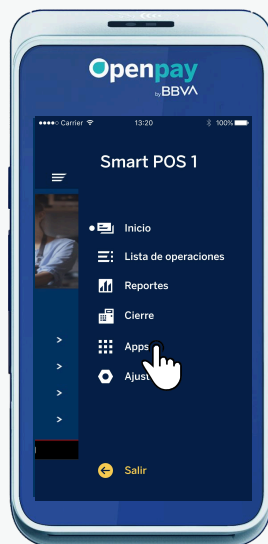 Openpay
by BBVA
Carrier 13:20 100%
Smart POS 1
Inicio
Lista de operaciones
Reportes
Cierre
Apps
Salir